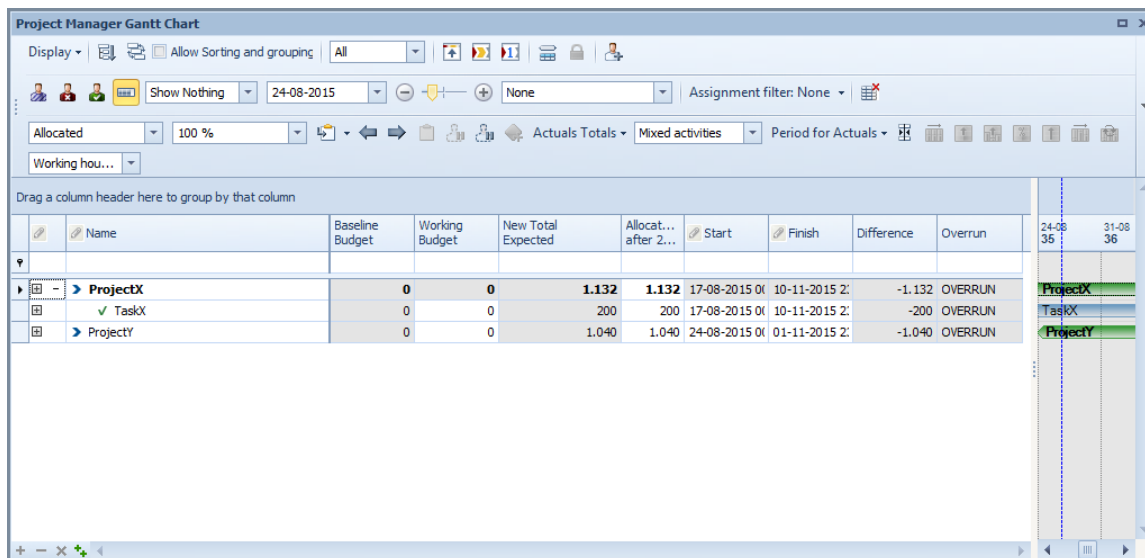 Project Manager Gantt Chart
Display Allow Sorting and grouping All
Show Nothing 24-08-2015 None Assignment filter: None
Allocated 100 % Actuals Totals Mixed activities Period for Actuals
Working hou...
Drag a column header here to group by that column
Name Baseline Budget Working Budget New Total Expected Allocat... after 2... Start Finish Difference Overrun 24-08 35 31-08 36
ProjectX 0 0 1.132 1.132 17-08-2015 0( 10-11-2015 2: -1.132 OVERRUN ProjectX
TaskX 0 0 200 200 17-08-2015 0( 10-11-2015 2: -200 OVERRUN TaskX
ProjectY 0 0 1.040 1.040 24-08-2015 0( 01-11-2015 2: -1.040 OVERRUN ProjectY